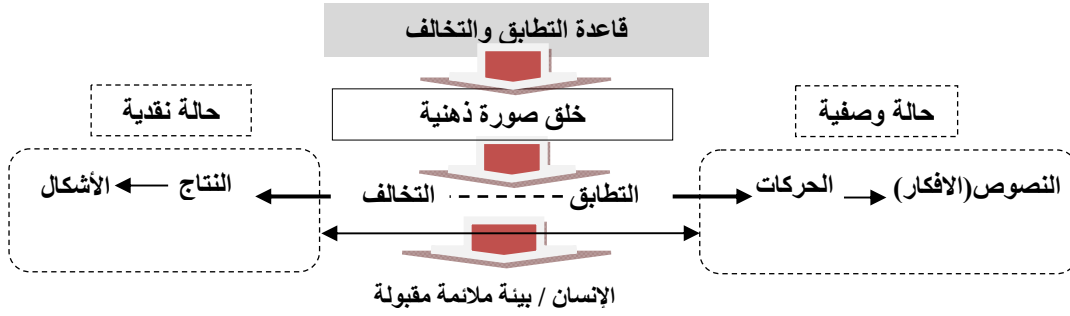 قاعدة التطابق والتخالف
خلق صورة ذهنية
حالة وصفية
حالة نقدية
النصوص(الافكار)
الحركات
التطابق
التخالف
النتاج
الأشكال
الإنسان / بيئة ملائمة مقبولة